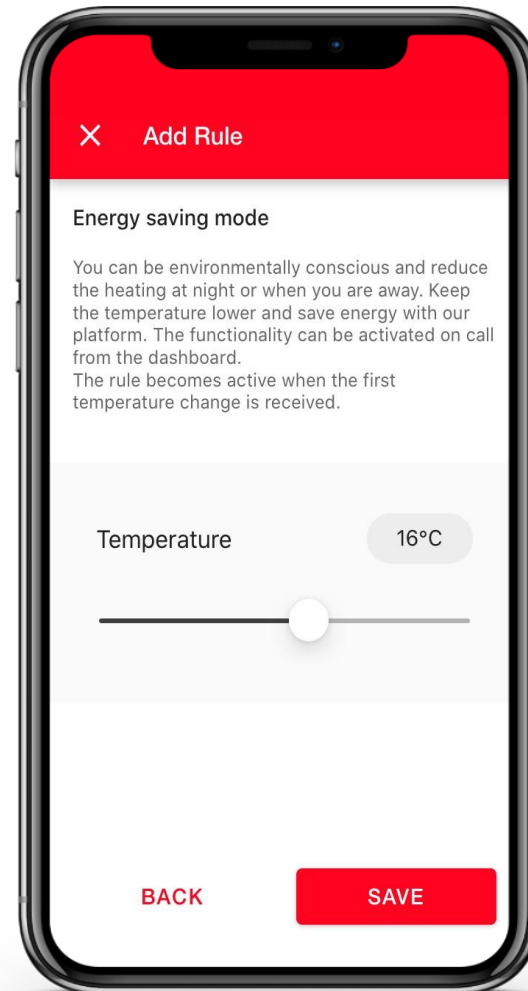 Add Rule
Energy saving mode
You can be environmentally conscious and reduce
the heating at night or when you are away. Keep
the temperature lower and save energy with our
platform. The functionality can be activated on call
from the dashboard.
The rule becomes active when the first
temperature change is received.
Temperature 16°C
BACK SAVE